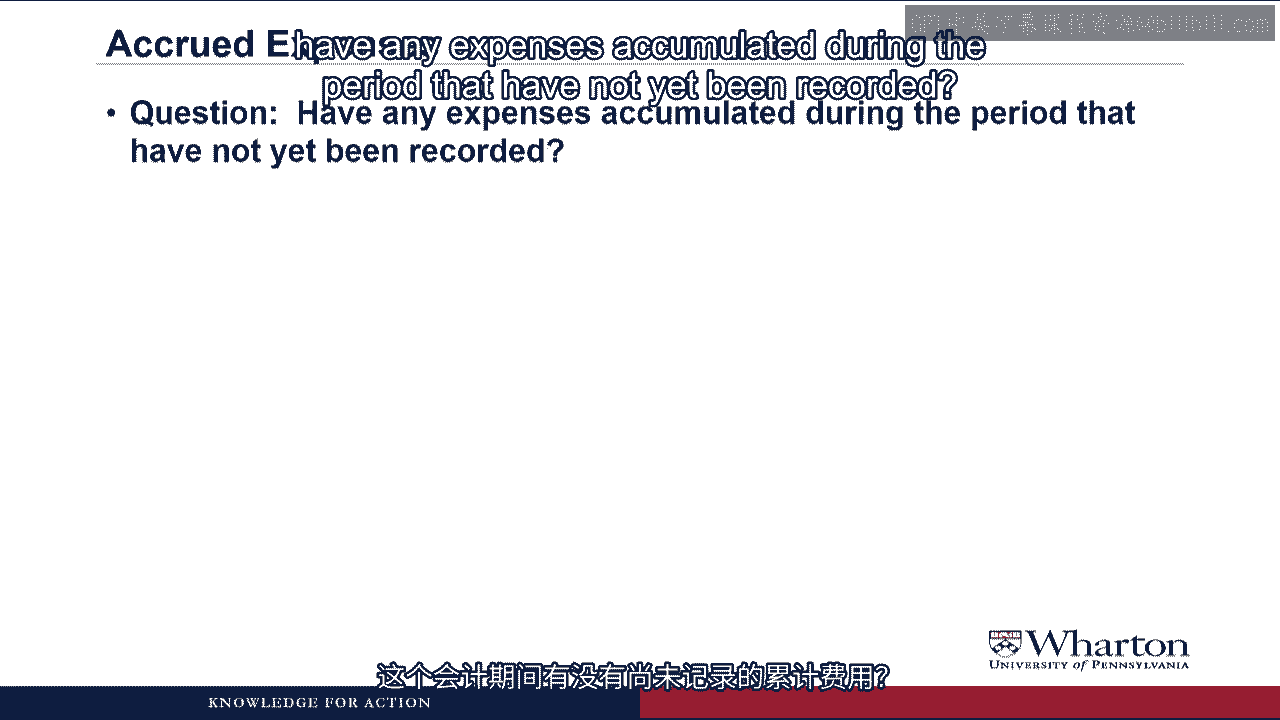 Accrued Expenses
have any expenses accumulated during the
period that have not yet been recorded?
• Question: Have any expenses accumulated during the period that
have not yet been recorded?
这个会计期间有没有尚未记录的累计费用?
Wharton
UNIVERSITY of PENNSYLVANIA
KNOWLEDGE FOR ACTION